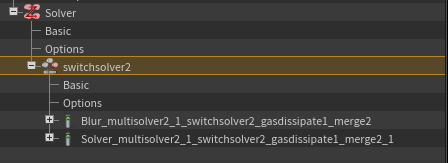 Solver
Basic
Options
switchsolver2
Basic
Options
Blur_multisolver2_1_switchsolver2_gasdissipate1_merge2
Solver_multisolver2_1_switchsolver2_gasdissipate1_merge2_1